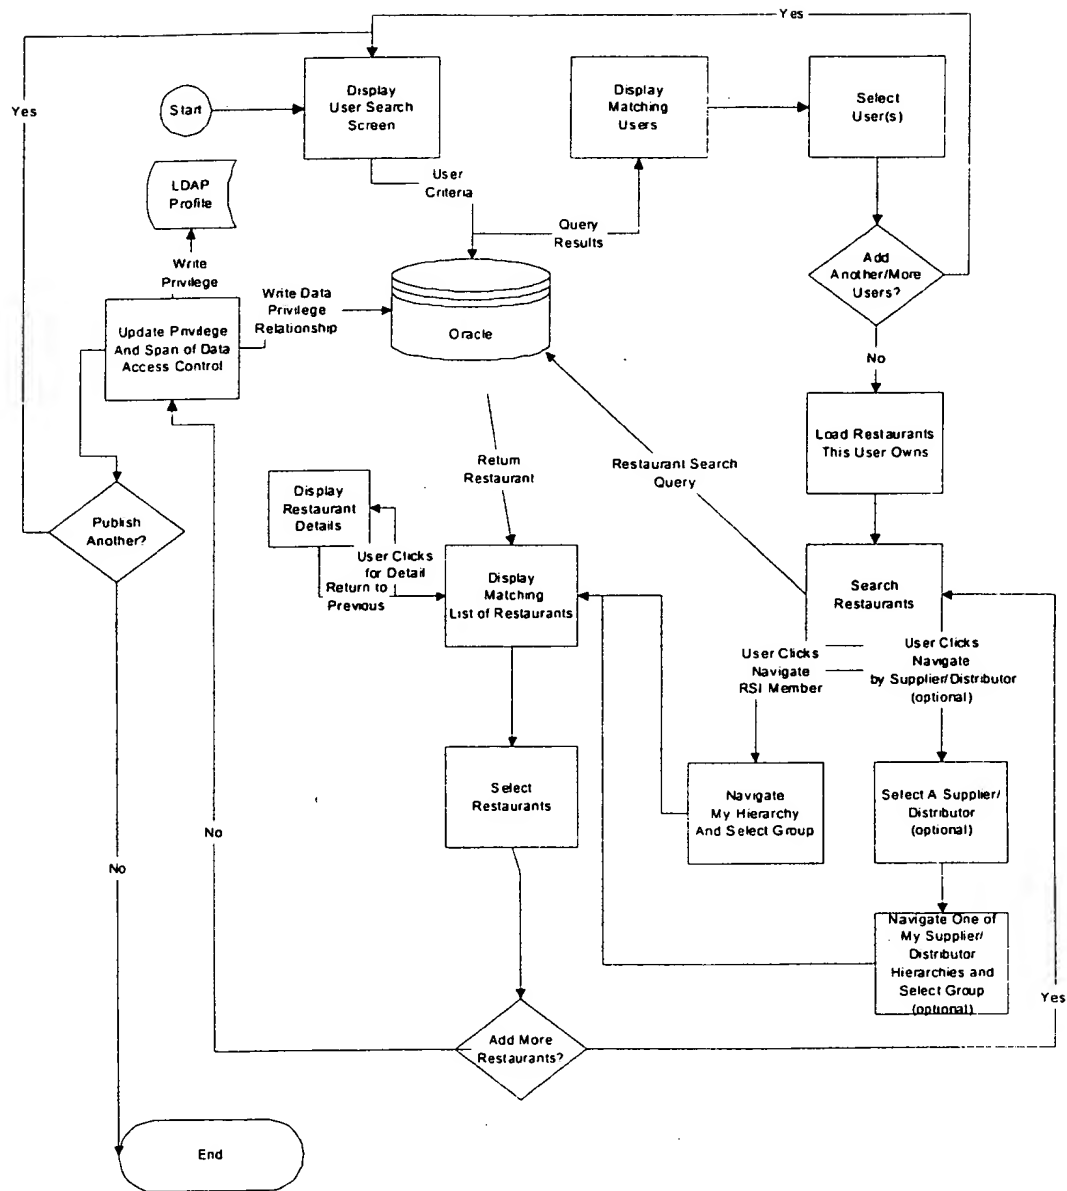 Yes
Yes
Start
Display
User Search
Screen
Display
Matching
Users
Select
User(s)
LDAP
Profile
User
Criteria
Query
Results
Write
Privilege
Write Data
Privilege
Relationship
Add
Another/More
Users?
Update Privilege
And Span of Data
Access Control
Oracle
No
Load Restaurants
This User Owns
Return
Restaurant
Restaurant Search
Query
Display
Restaurant
Details
Publish
Another?
User Clicks
for Detail
Return to
Previous
Display
Matching
List of Restaurants
Search
Restaurants
User Clicks
Navigate
RSI Member
User Clicks
Navigate
by Supplier/Distributor
(optional)
Select
Restaurants
Navigate
My Hierarchy
And Select Group
Select A Supplier/
Distributor
(optional)
No
No
Navigate One of
My Supplier/
Distributor
Hierarchies and
Select Group
(optional)
Yes
Add More
Restaurants?
End